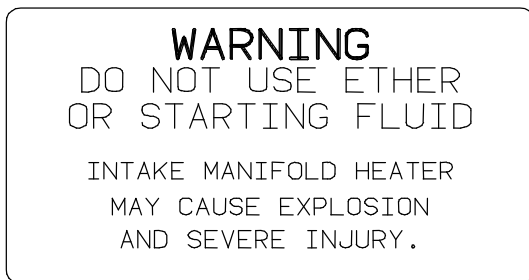 WARNING
DO NOT USE ETHER
OR STARTING FLUID
INTAKE MANIFOLD HEATER
MAY CAUSE EXPLOSION
AND SEVERE INJURY.